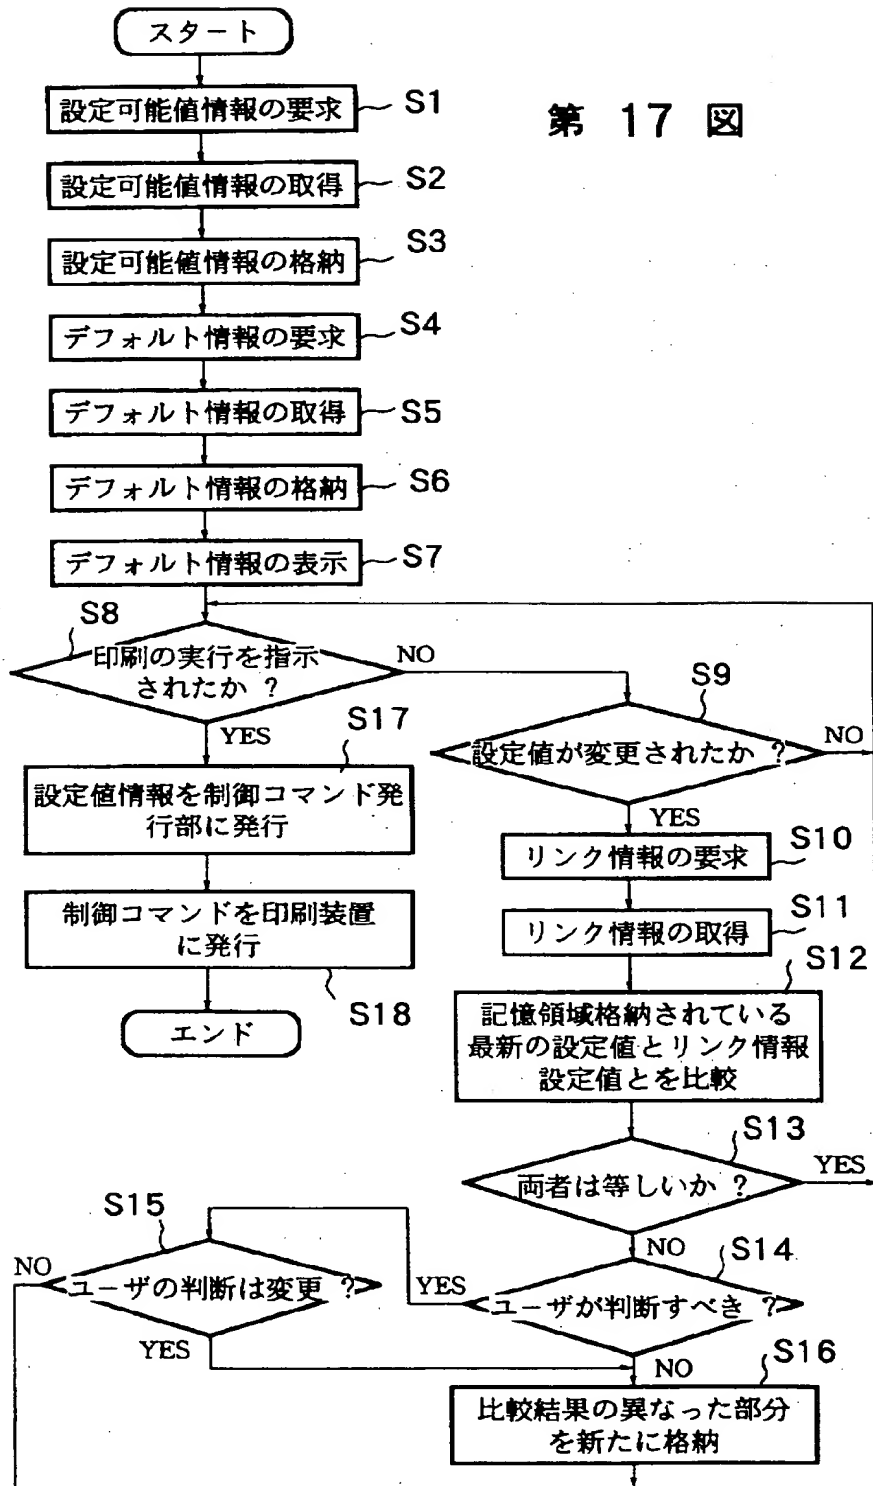 スタート
設定可能値情報の要求
S1
第 17 図
設定可能値情報の取得
S2
設定可能値情報の格納
S3
デフォルト情報の要求
S4
デフォルト情報の取得
S5
デフォルト情報の格納
S6
デフォルト情報の表示
S7
S8
印刷の実行を指示
されたか ?
NO
YES
S9
設定値が変更されたか ?
NO
YES
S17
設定値情報を制御コマンド発
行部に発行
制御コマンドを印刷装置
に発行
S18
エンド
リンク情報の要求
S10
リンク情報の取得
S11
S12
記憶領域格納されている
最新の設定値とリンク情報
設定値とを比較
S13
両者は等しいか ?
YES
NO
S14
ユーザが判断すべき ?
YES
NO
S15
ユーザの判断は変更 ?
NO
YES
S16
比較結果の異なった部分
を新たに格納